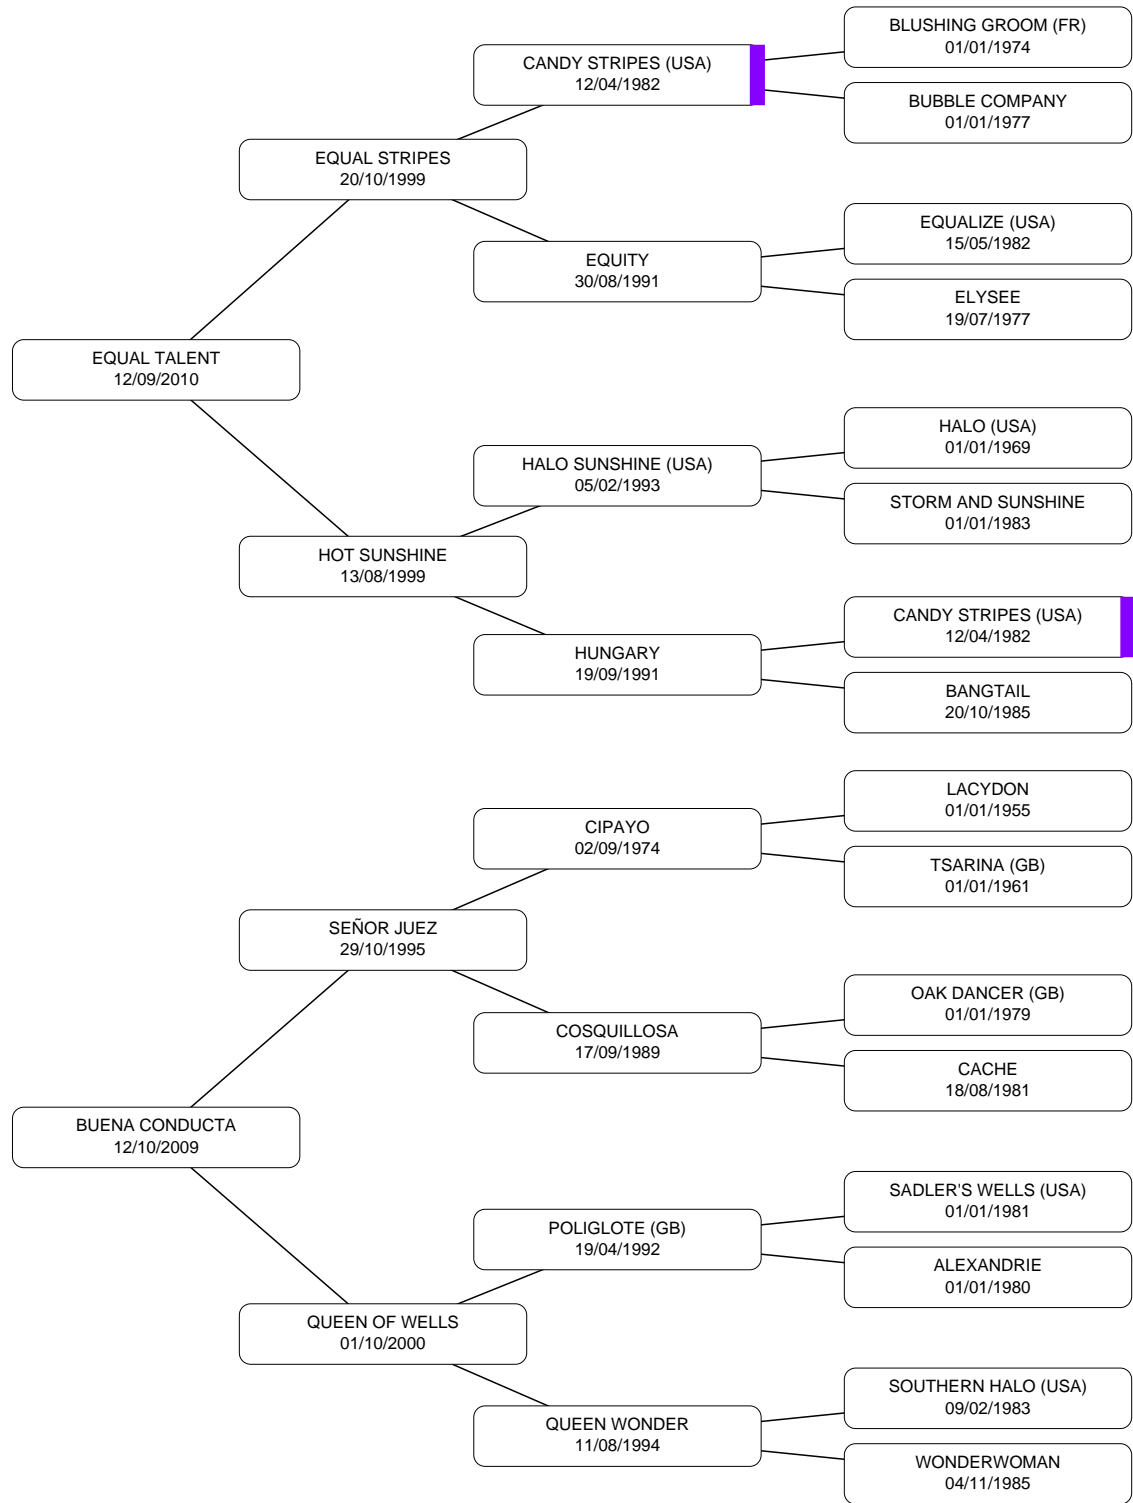 BLUSHING GROOM (FR)
01/01/1974
CANDY STRIPES (USA)
12/04/1982
BUBBLE COMPANY
01/01/1977
EQUAL STRIPES
20/10/1999
EQUALIZE (USA)
15/05/1982
EQUITY
30/08/1991
ELYSEE
19/07/1977
EQUAL TALENT
12/09/2010
HALO (USA)
01/01/1969
HALO SUNSHINE (USA)
05/02/1993
STORM AND SUNSHINE
01/01/1983
HOT SUNSHINE
13/08/1999
CANDY STRIPES (USA)
12/04/1982
HUNGARY
19/09/1991
BANGTAIL
20/10/1985
LACYDON
01/01/1955
CIPAYO
02/09/1974
TSARINA (GB)
01/01/1961
SEÑOR JUEZ
29/10/1995
OAK DANCER (GB)
01/01/1979
COSQUILLOSA
17/09/1989
CACHE
18/08/1981
BUENA CONDUCTA
12/10/2009
SADLER'S WELLS (USA)
01/01/1981
POLIGLOTE (GB)
19/04/1992
ALEXANDRIE
01/01/1980
QUEEN OF WELLS
01/10/2000
SOUTHERN HALO (USA)
09/02/1983
QUEEN WONDER
11/08/1994
WONDERWOMAN
04/11/1985